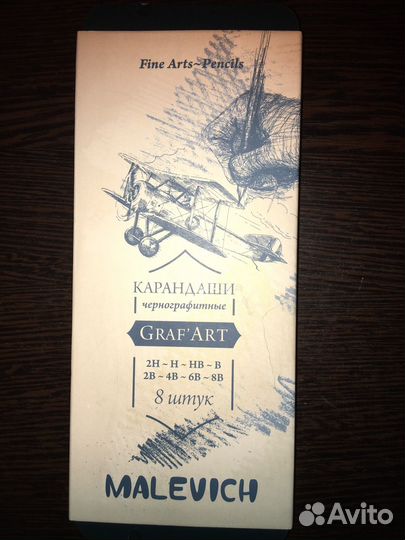 Fine Arts~Pencils
КАРАНДАШИ
чернографитные
GRAF'ART
2H ~ H ~ HB ~ B
2B ~ 4B ~ 6B ~ 8B
8 штук
MALEVICH
Avito